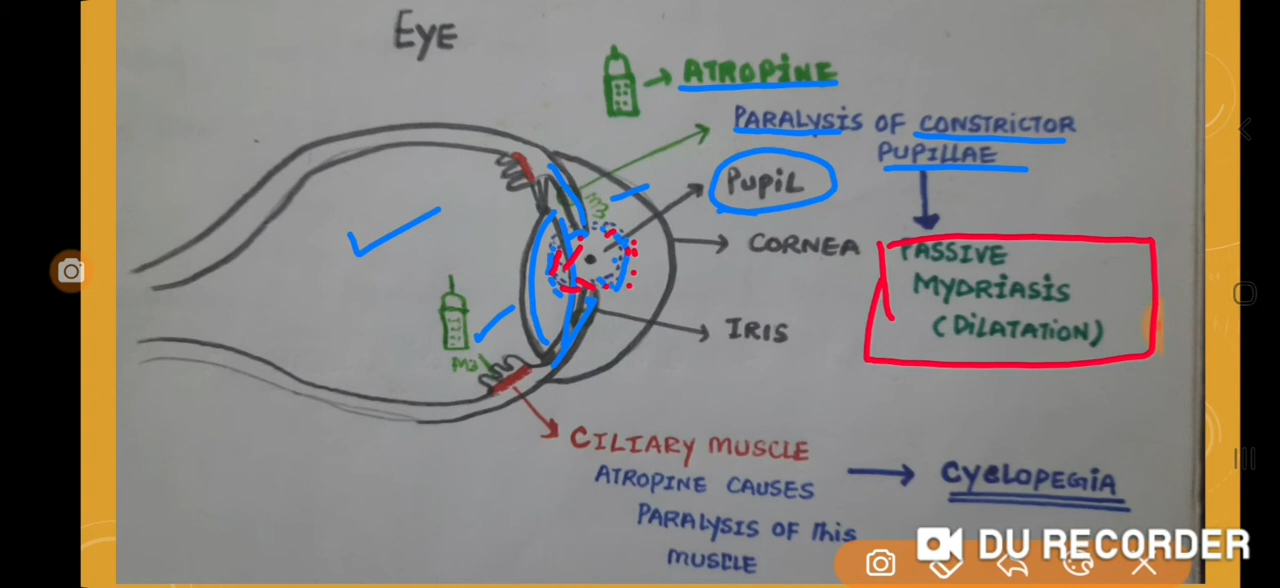 EyE
ATROPiNE
PARALYSiS OF CONSTRiCTOR
PUPiLLAE
PUPiL
CORNEA
PASSIVE
MYDRIASIS
(DiLATATiON)
IRIS
M3
M3
CILIARY MUSCLE
ATROPINE CAUSES
PARALYSIS OF this
MUSCLE
CYCLOPEGiA
DU RECORDER